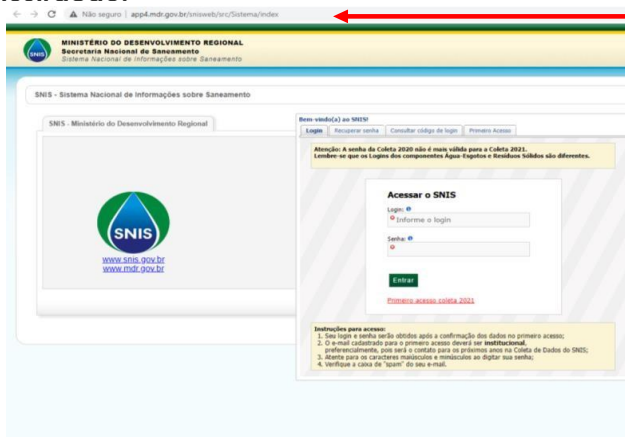 Não seguro | app4.mdr.gov.br/snisweb/src/Sistema/index
SNIS
MINISTÉRIO DO DESENVOLVIMENTO REGIONAL
Secretaria Nacional de Saneamento
Sistema Nacional de Informações sobre Saneamento
SNIS - Sistema Nacional de Informações sobre Saneamento
SNIS - Ministério do Desenvolvimento Regional
SNIS
www.snis.gov.br
www.mdr.gov.br
Bem-vindo(a) ao SNIS!
Login Recuperar senha Consultar código de login Primeiro Acesso
Atenção: A senha da Coleta 2020 não é mais válida para a Coleta 2021.
Lembre-se que os Logins dos componentes Água-Esgotos e Resíduos Sólidos são diferentes.
Acessar o SNIS
Login:
Informe o login
Senha:
Entrar
Primeiro acesso coleta 2021
Instruções para acesso:
1. Seu login e senha serão obtidos após a confirmação dos dados no primeiro acesso;
2. O e-mail cadastrado para o primeiro acesso deverá ser institucional,
preferencialmente, pois será o contato para os próximos anos na Coleta de Dados do SNIS;
3. Atente para os caracteres maiúsculos e minúsculos ao digitar sua senha;
4. Verifique a caixa de "spam" do seu e-mail.